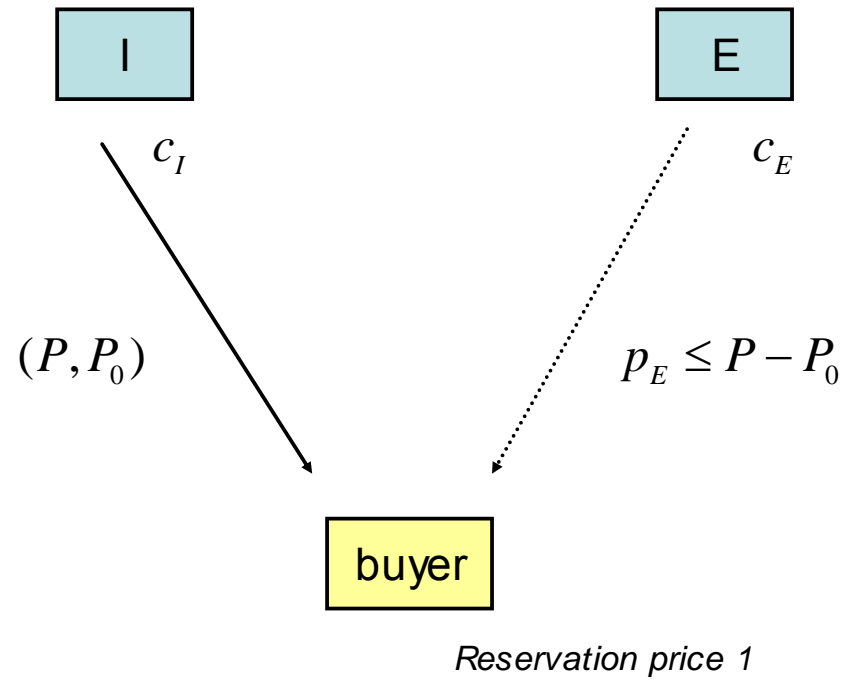 I
E
c_I
c_E
(P, P_0)
p_E ≤ P − P_0
buyer
Reservation price 1